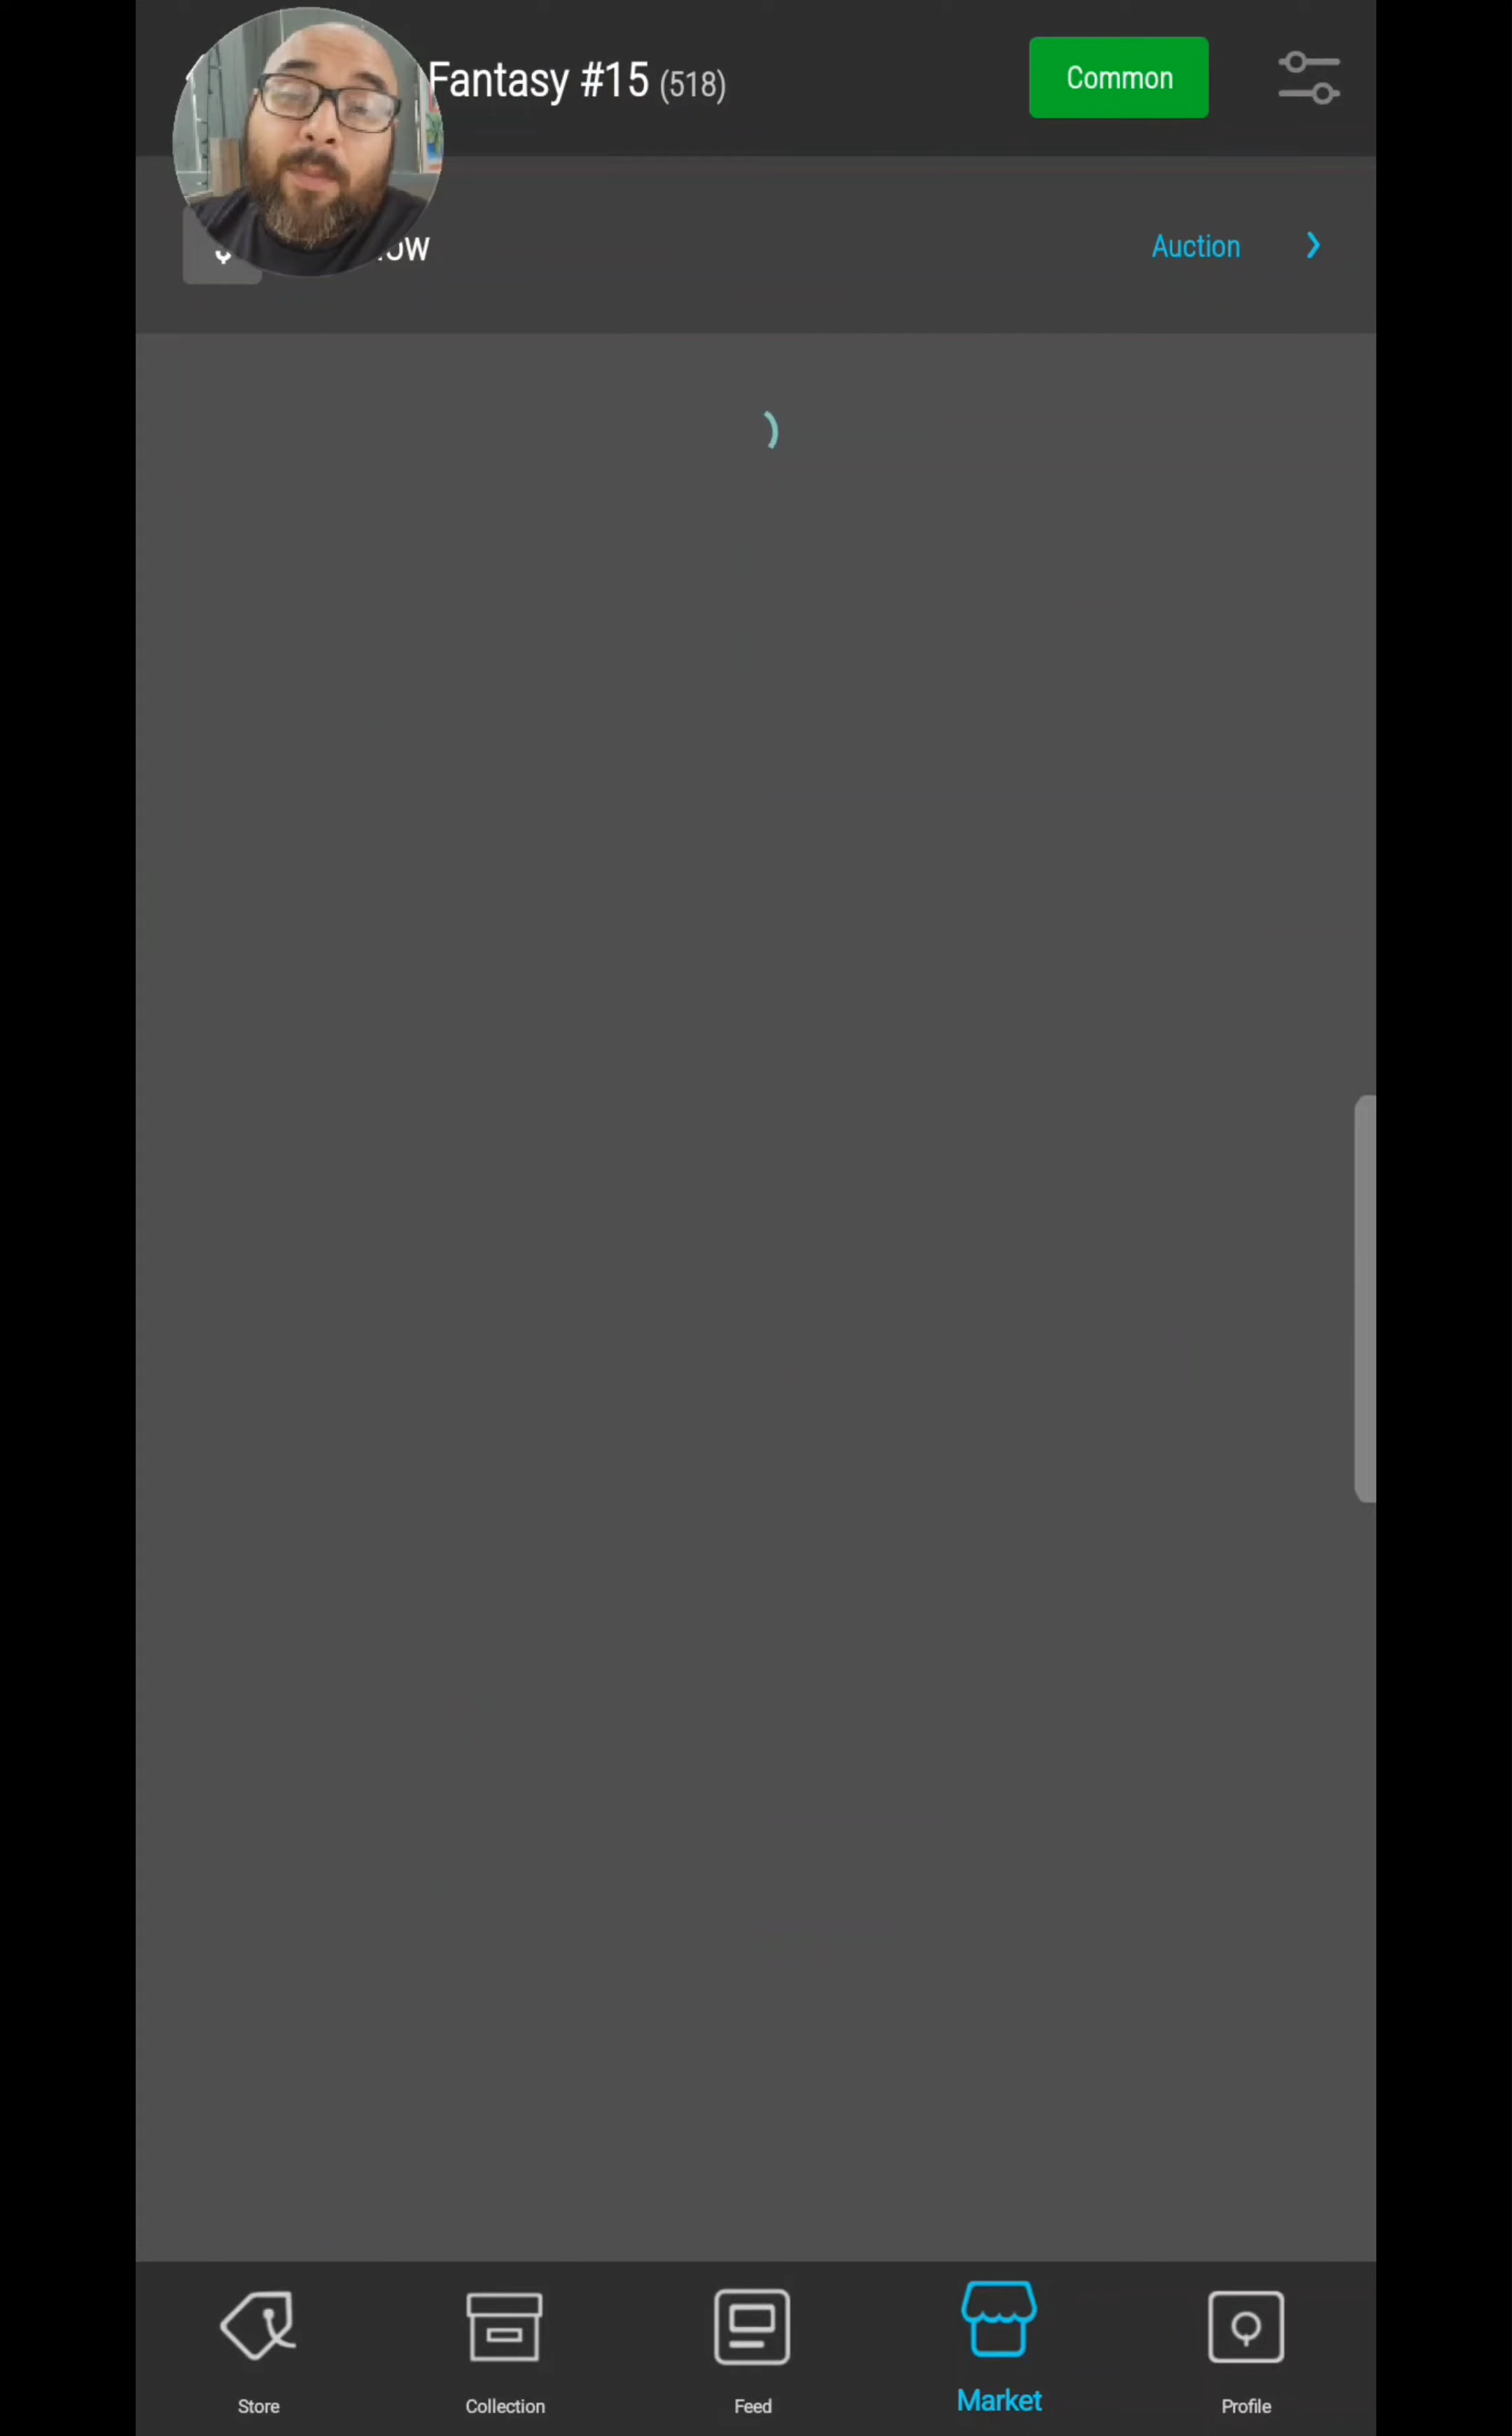 Fantasy #15 (518)
Common
Auction
Store
Collection
Feed
Market
Profile